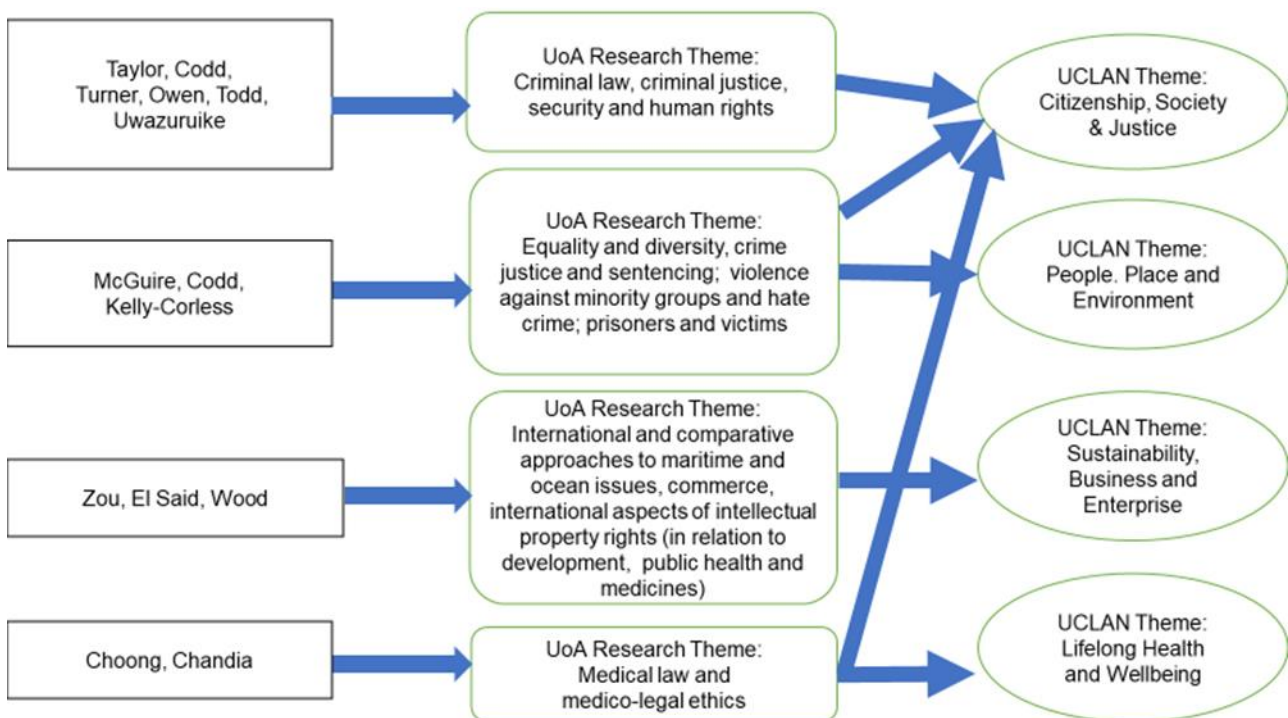 Taylor, Codd,
Turner, Owen, Todd,
Uwazuruike
UoA Research Theme:
Criminal law, criminal justice,
security and human rights
UCLAN Theme:
Citizenship, Society
& Justice
McGuire, Codd,
Kelly-Corless
UoA Research Theme:
Equality and diversity, crime
justice and sentencing; violence
against minority groups and hate
crime; prisoners and victims
UCLAN Theme:
People. Place and
Environment
Zou, El Said, Wood
UoA Research Theme:
International and comparative
approaches to maritime and
ocean issues, commerce,
international aspects of intellectual
property rights (in relation to
development, public health and
medicines)
UCLAN Theme:
Sustainability,
Business and
Enterprise
Choong, Chandia
UoA Research Theme:
Medical law and
medico-legal ethics
UCLAN Theme:
Lifelong Health
and Wellbeing